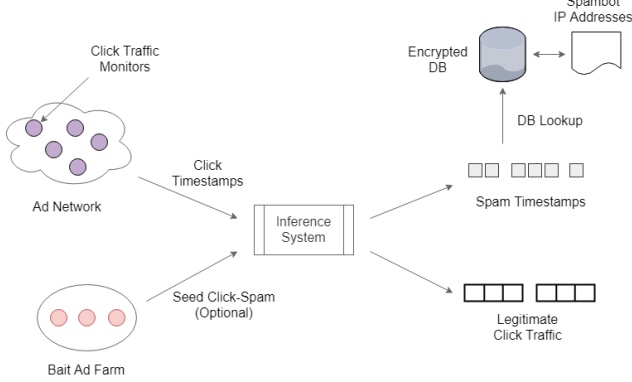 Spambot
IP Addresses
Click Traffic
Monitors
Encrypted
DB
DB Lookup
Click
Timestamps
Ad Network
Spam Timestamps
Inference
System
Seed Click-Spam
(Optional)
Legitimate
Click Traffic
Bait Ad Farm